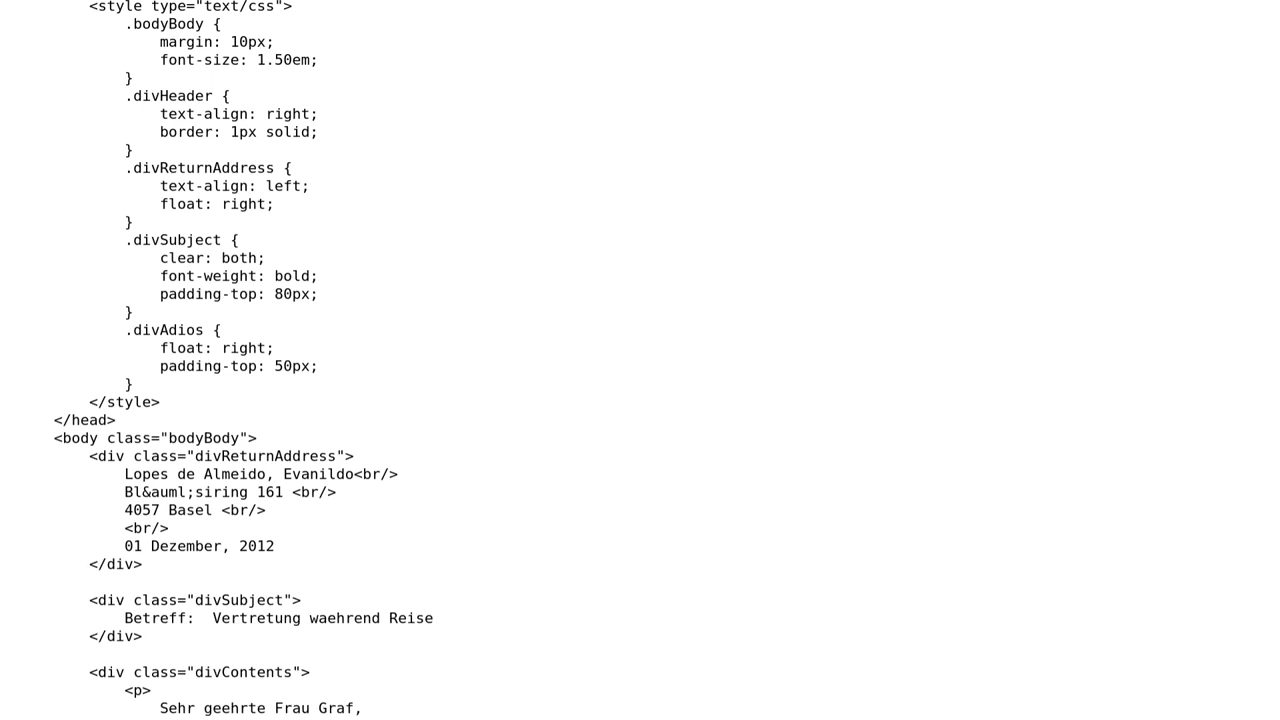 <style type="text/css">
.bodyBody {
margin: 10px;
font-size: 1.50em;
}
.divHeader {
text-align: right;
border: 1px solid;
}
.divReturnAddress {
text-align: left;
float: right;
}
.divSubject {
clear: both;
font-weight: bold;
padding-top: 80px;
}
.divAdios {
float: right;
padding-top: 50px;
}
</style>
</head>
<body class="bodyBody">
<div class="divReturnAddress">
Lopes de Almeido, Evanildo<br/>
Bl&auml;siring 161 <br/>
4057 Basel <br/>
<br/>
01 Dezember, 2012
</div>
<div class="divSubject">
Betreff:  Vertretung waehrend Reise
</div>
<div class="divContents">
<p>
Sehr geehrte Frau Graf,